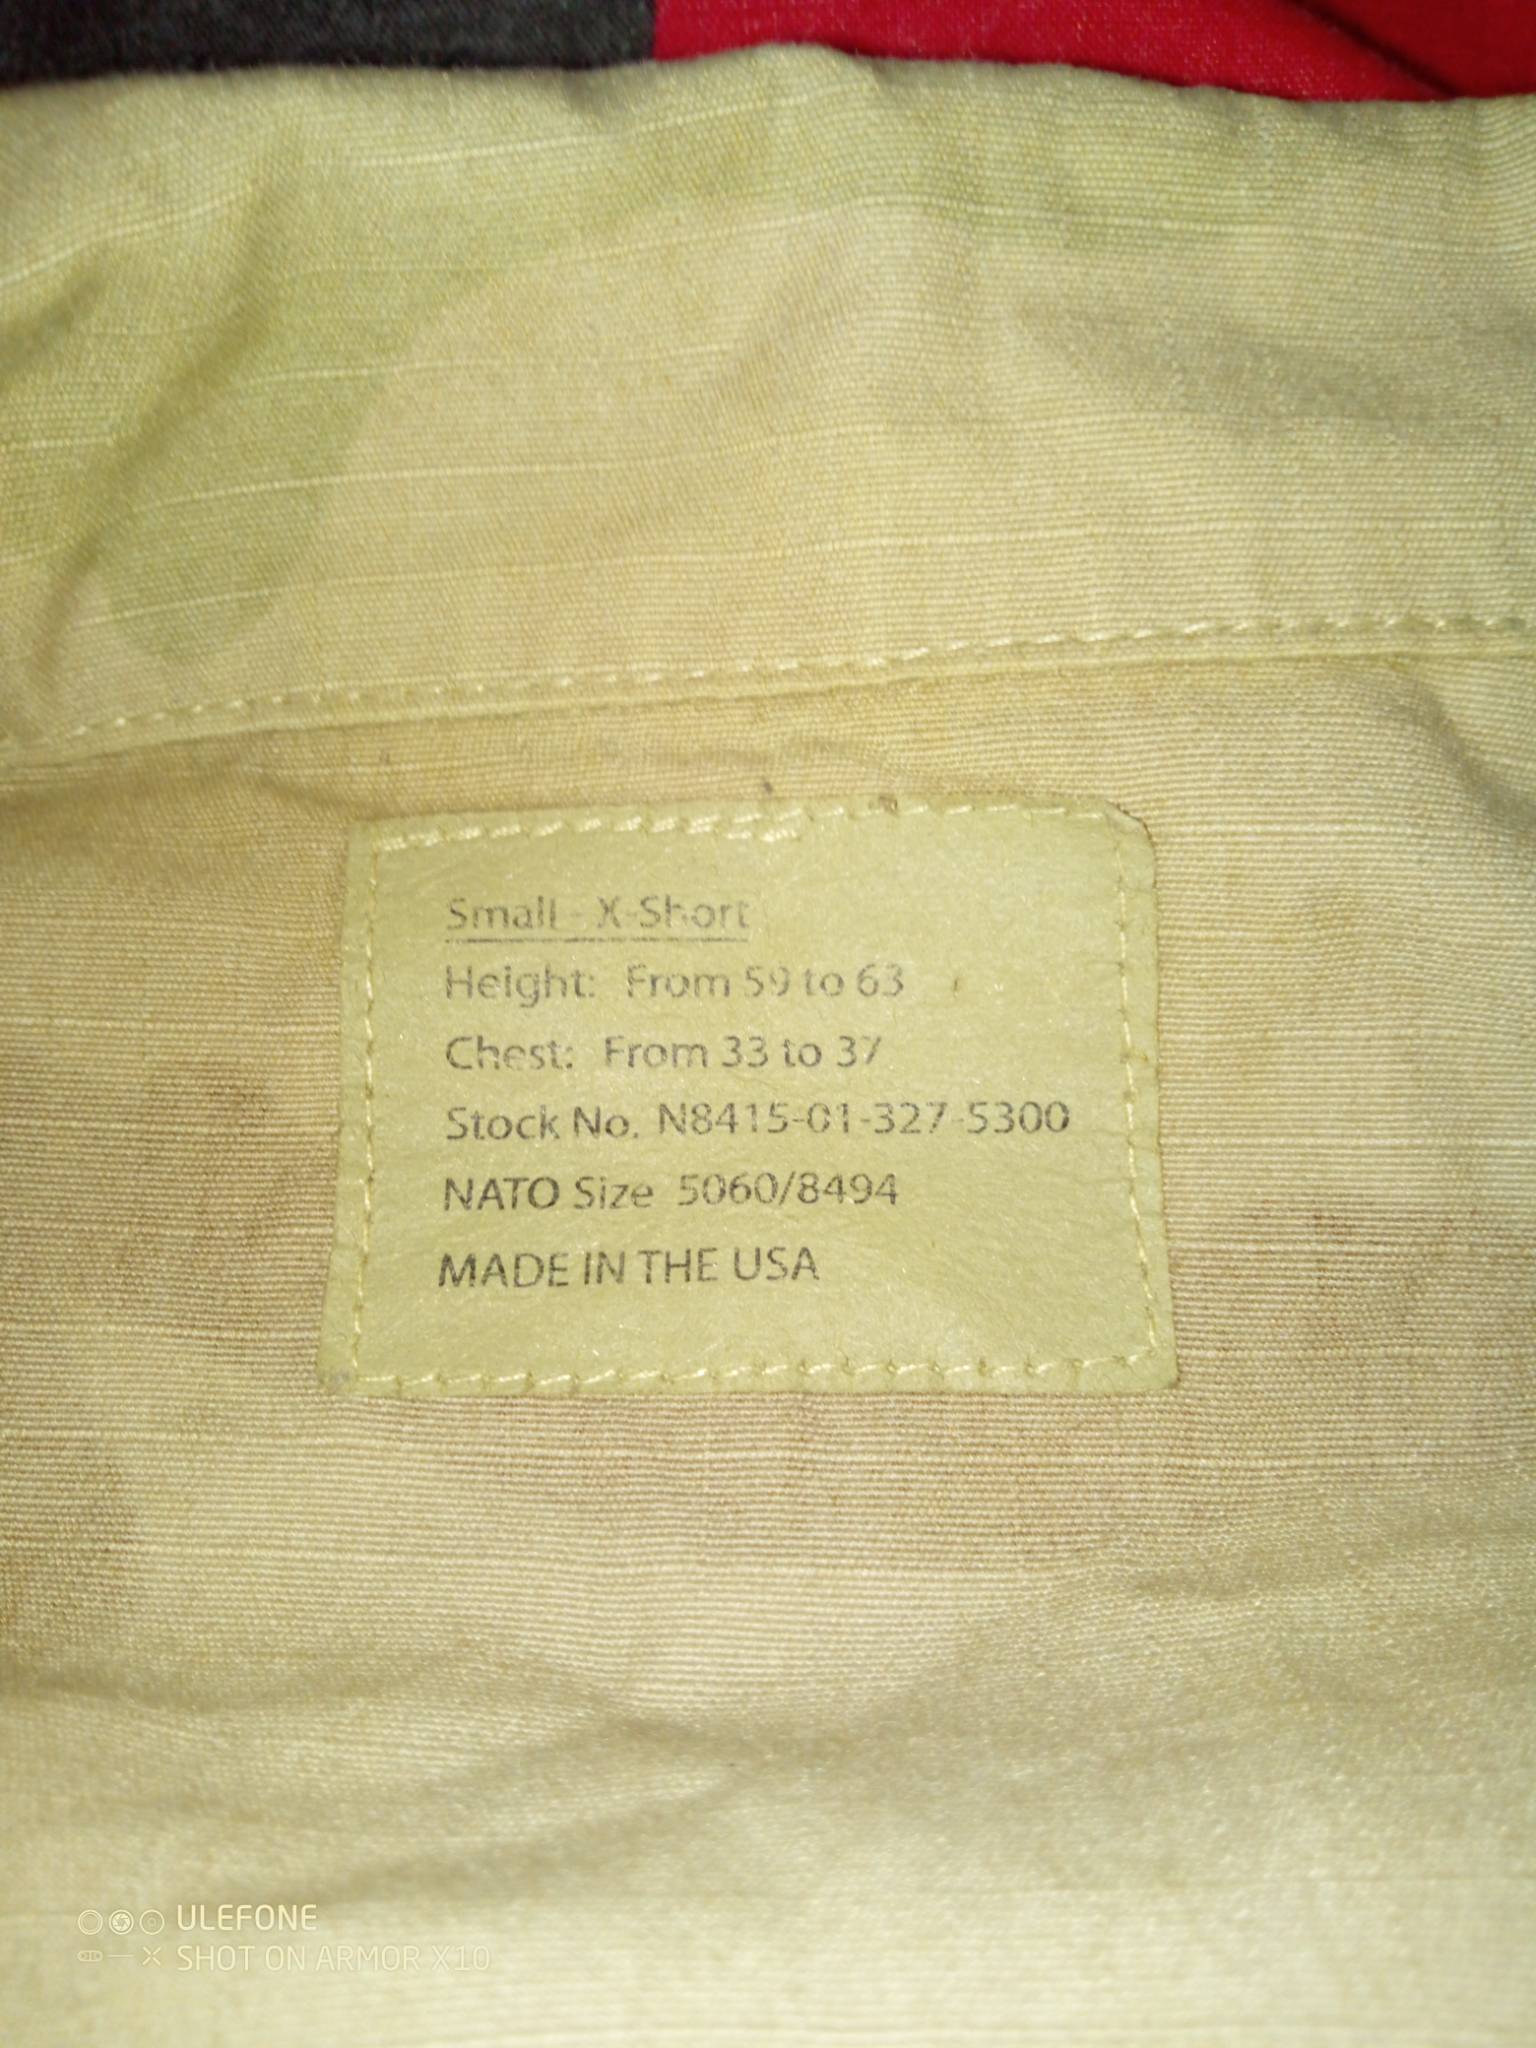 Small - X-Short
Height: From 59 to 63
Chest: From 33 to 37
Stock No. N8415-01-327-5300
NATO Size 5060/8494
MADE IN THE USA
ULEFONE
SHOT ON ARMOR X10